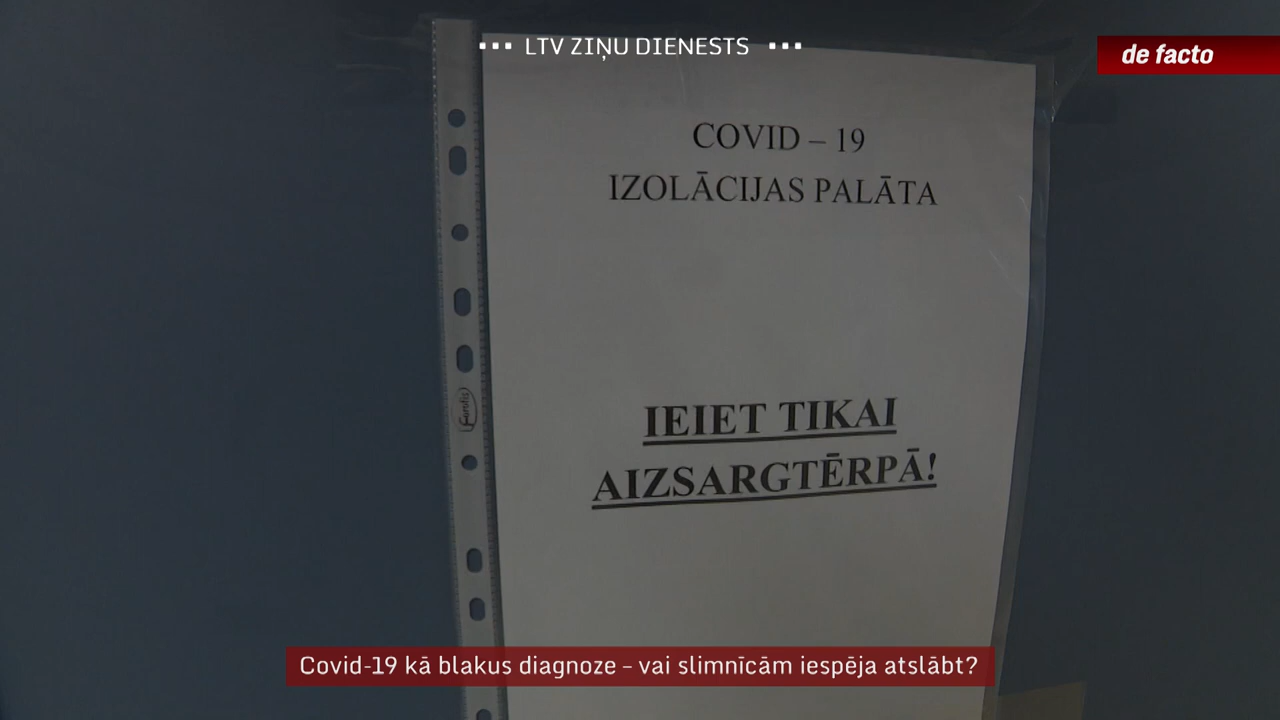 LTV ZIŅU DIENESTS
de facto
COVID – 19
IZOLĀCIJAS PALĀTA
IEIET TIKAI
AIZSARGTĒRPĀ!
Covid-19 kā blakus diagnoze – vai slimnīcām iespēja atslābt?